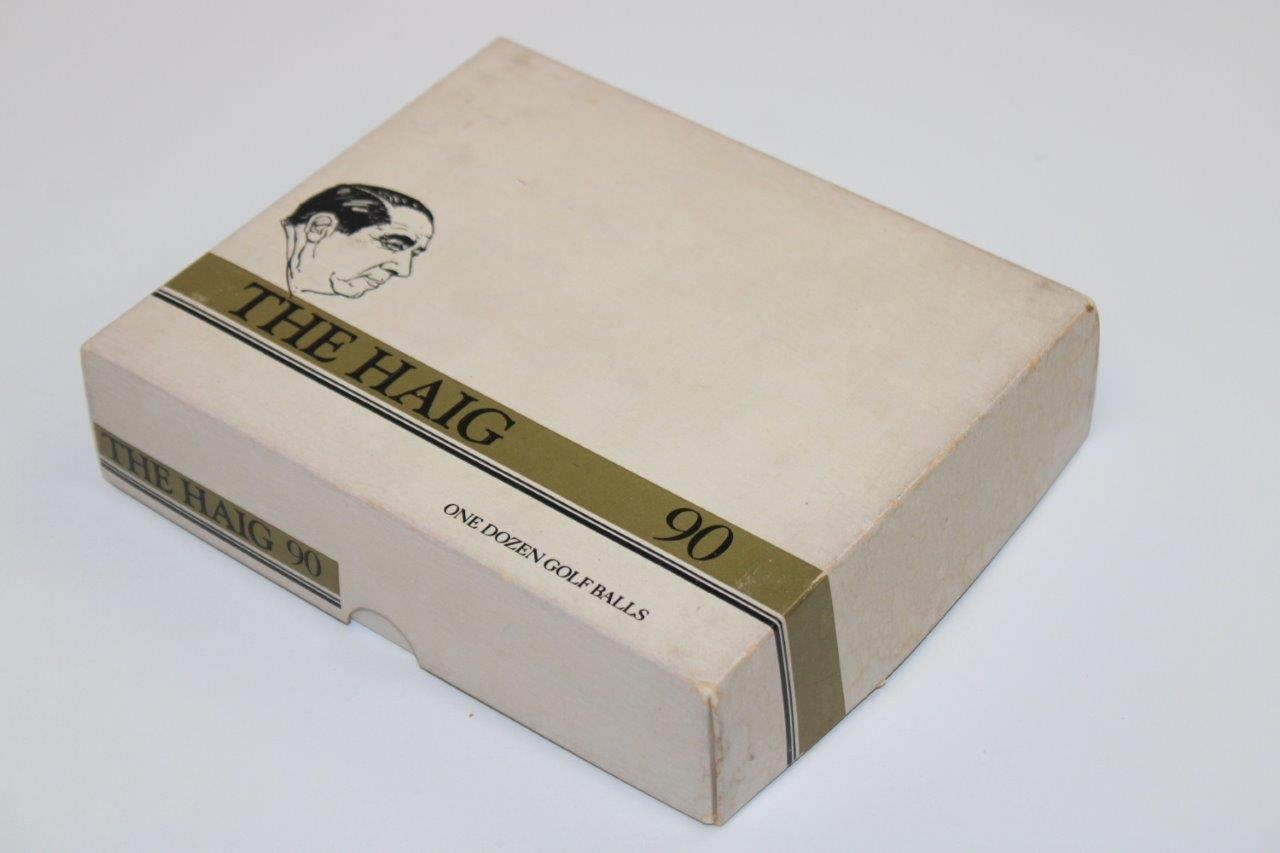 THE HAIG 90
ONE DOZEN GOLF BALLS
THE HAIG 90